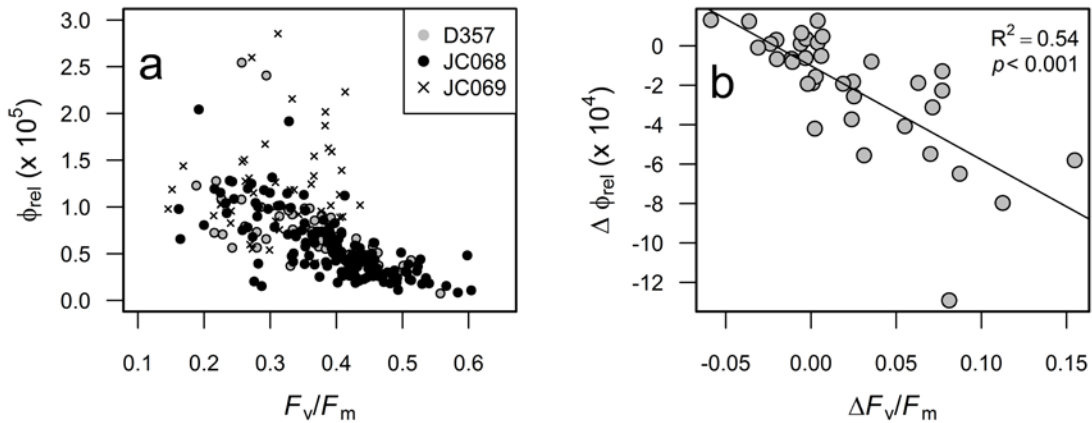 a
D357
JC068
JC069
3.0
2.5
2.0
1.5
1.0
0.5
0.0
ϕrel (x 10^5)
0.1 0.2 0.3 0.4 0.5 0.6
Fv/Fm
b
R² = 0.54
p< 0.001
0
-2
-4
-6
-8
-10
-12
Δ ϕrel (x 10^4)
-0.05 0.00 0.05 0.10 0.15
ΔFv/Fm